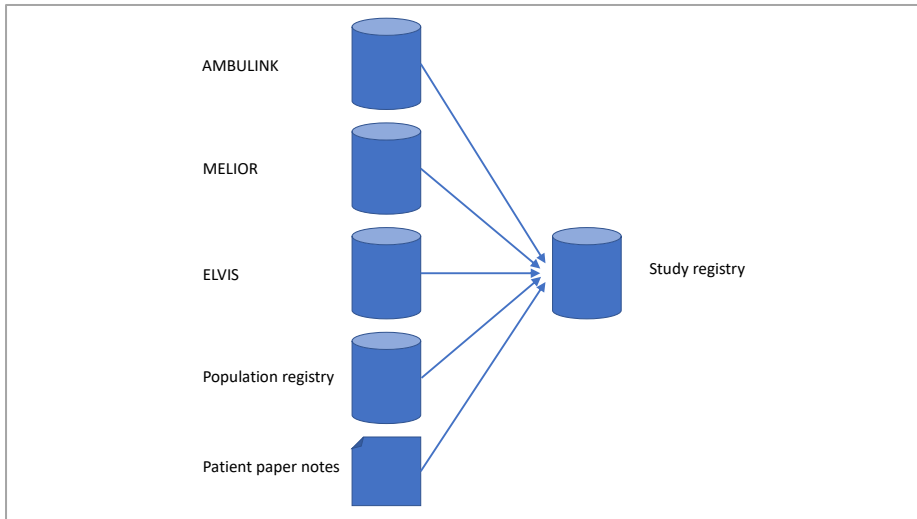 AMBULINK
MELIOR
ELVIS
Study registry
Population registry
Patient paper notes